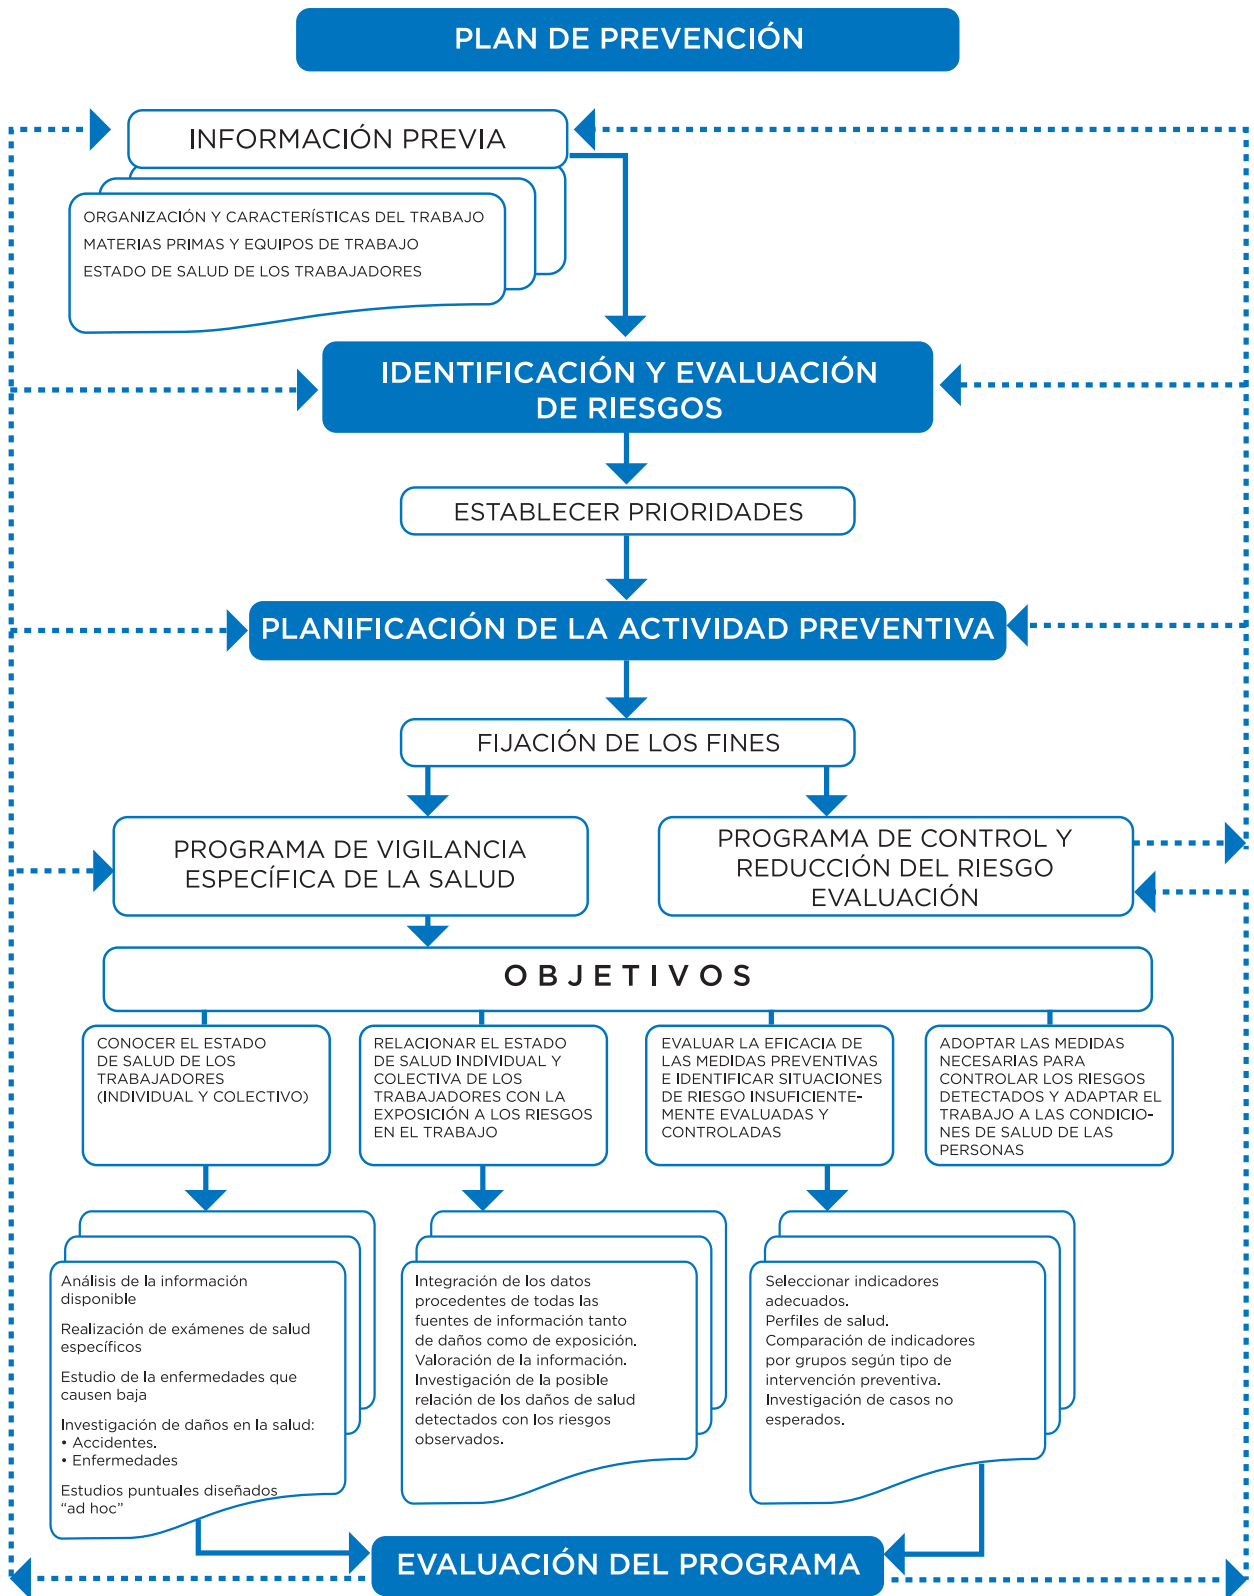 PLAN DE PREVENCIÓN
INFORMACIÓN PREVIA
ORGANIZACIÓN Y CARACTERÍSTICAS DEL TRABAJO
MATERIAS PRIMAS Y EQUIPOS DE TRABAJO
ESTADO DE SALUD DE LOS TRABAJADORES
IDENTIFICACIÓN Y EVALUACIÓN
DE RIESGOS
ESTABLECER PRIORIDADES
PLANIFICACIÓN DE LA ACTIVIDAD PREVENTIVA
FIJACIÓN DE LOS FINES
PROGRAMA DE VIGILANCIA
ESPECÍFICA DE LA SALUD
PROGRAMA DE CONTROL Y
REDUCCIÓN DEL RIESGO
EVALUACIÓN
OBJETIVOS
CONOCER EL ESTADO
DE SALUD DE LOS
TRABAJADORES
(INDIVIDUAL Y COLECTIVO)
RELACIONAR EL ESTADO
DE SALUD INDIVIDUAL Y
COLECTIVA DE LOS
TRABAJADORES CON LA
EXPOSICIÓN A LOS RIESGOS
EN EL TRABAJO
EVALUAR LA EFICACIA DE
LAS MEDIDAS PREVENTIVAS
E IDENTIFICAR SITUACIONES
DE RIESGO INSUFICIENTE-
MENTE EVALUADAS Y
CONTROLADAS
ADOPTAR LAS MEDIDAS
NECESARIAS PARA
CONTROLAR LOS RIESGOS
DETECTADOS Y ADAPTAR EL
TRABAJO A LAS CONDICIO-
NES DE SALUD DE LAS
PERSONAS
Análisis de la información
disponible
Realización de exámenes de salud
específicos
Estudio de la enfermedades que
causen baja
Investigación de daños en la salud:
• Accidentes.
• Enfermedades
Estudios puntuales diseñados
“ad hoc”
Integración de los datos
procedentes de todas las
fuentes de información tanto
de daños como de exposición.
Valoración de la información.
Investigación de la posible
relación de los daños de salud
detectados con los riesgos
observados.
Seleccionar indicadores
adecuados.
Perfiles de salud.
Comparación de indicadores
por grupos según tipo de
intervención preventiva.
Investigación de casos no
esperados.
EVALUACIÓN DEL PROGRAMA